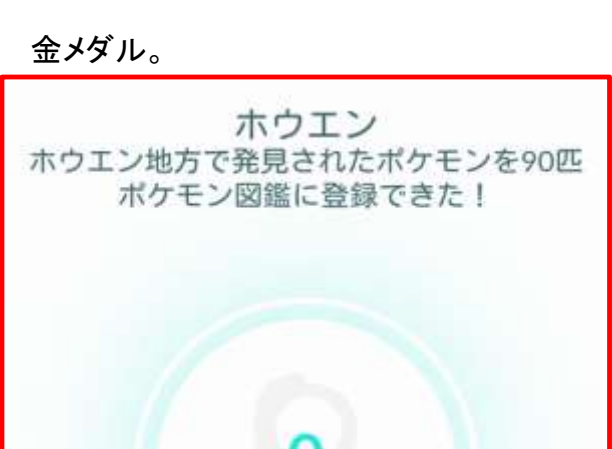 金メダル。
ホウエン
ホウエン地方で発見されたポケモンを90匹
ポケモン図鑑に登録できた！